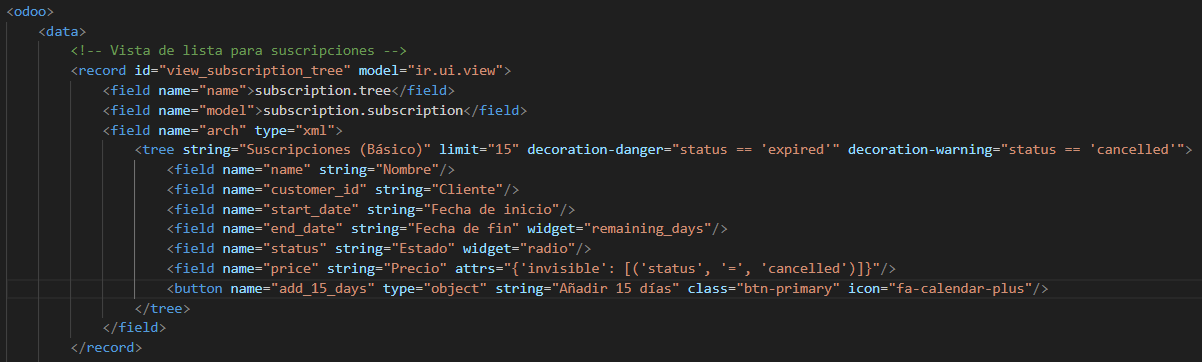 <odoo>
<data>
<!-- Vista de lista para suscripciones -->
<record id="view_subscription_tree" model="ir.ui.view">
<field name="name">subscription.tree</field>
<field name="model">subscription.subscription</field>
<field name="arch" type="xml">
<tree string="Suscripciones (Básico)" limit="15" decoration-danger="status == 'expired'" decoration-warning="status == 'cancelled'">
<field name="name" string="Nombre"/>
<field name="customer_id" string="Cliente"/>
<field name="start_date" string="Fecha de inicio"/>
<field name="end_date" string="Fecha de fin" widget="remaining_days"/>
<field name="status" string="Estado" widget="radio"/>
<field name="price" string="Precio" attrs="{'invisible': [('status', '=', 'cancelled')]}"/>
<button name="add_15_days" type="object" string="Añadir 15 días" class="btn-primary" icon="fa-calendar-plus"/>
</tree>
</field>
</record>